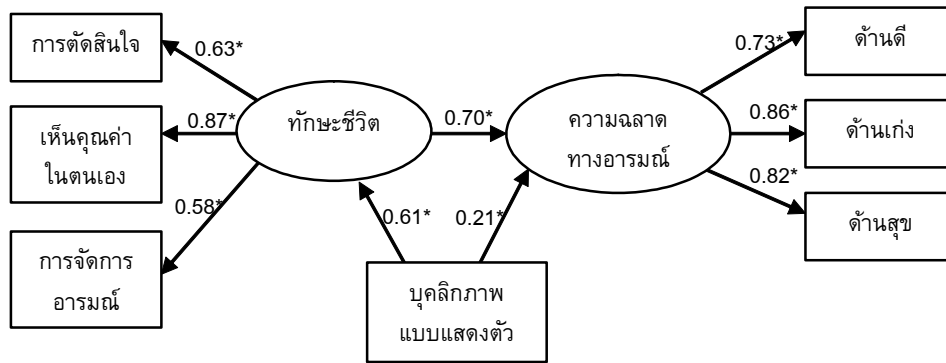 การตัดสินใจ
0.63*
เห็นคุณค่า
ในตนเอง
0.87*
การจัดการ
อารมณ์
0.58*
ทักษะชีวิต
0.70*
ความฉลาด
ทางอารมณ์
0.61*
0.21*
บุคลิกภาพ
แบบแสดงตัว
0.73*
ด้านดี
0.86*
ด้านเก่ง
0.82*
ด้านสุข